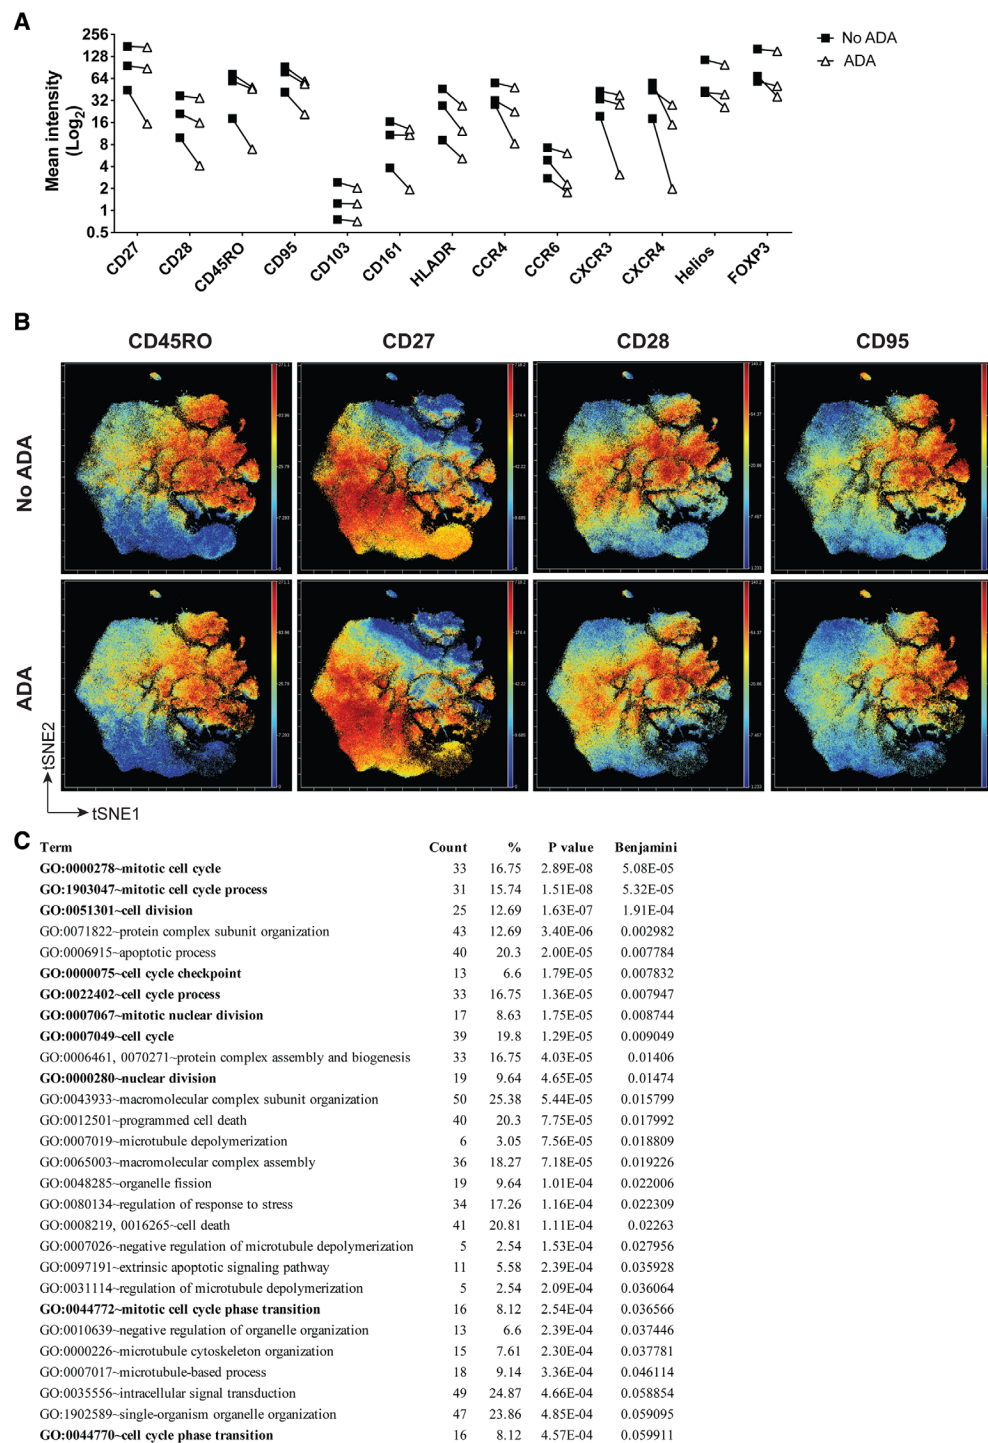 A
Mean intensity
(Log2)
256
128
64
32
16
8
4
2
1
0.5
No ADA
ADA
CD27
CD28
CD45RO
CD95
CD103
CD161
HLADR
CCR4
CCR6
CXCR3
CXCR4
Helios
FOXP3
B
CD45RO CD27 CD28 CD95
No ADA
ADA
tSNE2
tSNE1
C
Term Count % P value Benjamini
GO:0000278~mitotic cell cycle 33 16.75 2.89E-08 5.08E-05
GO:1903047~mitotic cell cycle process 31 15.74 1.51E-08 5.32E-05
GO:0051301~cell division 25 12.69 1.63E-07 1.91E-04
GO:0071822~protein complex subunit organization 43 12.69 3.40E-06 0.002982
GO:0006915~apoptotic process 40 20.3 2.00E-05 0.007784
GO:0000075~cell cycle checkpoint 13 6.6 1.79E-05 0.007832
GO:0022402~cell cycle process 33 16.75 1.36E-05 0.007947
GO:0007067~mitotic nuclear division 17 8.63 1.75E-05 0.008744
GO:0007049~cell cycle 39 19.8 1.29E-05 0.009049
GO:0006461, 0070271~protein complex assembly and biogenesis 33 16.75 4.03E-05 0.01406
GO:0000280~nuclear division 19 9.64 4.65E-05 0.01474
GO:0043933~macromolecular complex subunit organization 50 25.38 5.44E-05 0.015799
GO:0012501~programmed cell death 40 20.3 7.75E-05 0.017992
GO:0007019~microtubule depolymerization 6 3.05 7.56E-05 0.018809
GO:0065003~macromolecular complex assembly 36 18.27 7.18E-05 0.019226
GO:0048285~organelle fission 19 9.64 1.01E-04 0.022006
GO:0080134~regulation of response to stress 34 17.26 1.16E-04 0.022309
GO:0008219, 0016265~cell death 41 20.81 1.11E-04 0.02263
GO:0007026~negative regulation of microtubule depolymerization 5 2.54 1.53E-04 0.027956
GO:0097191~extrinsic apoptotic signaling pathway 11 5.58 2.39E-04 0.035928
GO:0031114~regulation of microtubule depolymerization 5 2.54 2.09E-04 0.036064
GO:0044772~mitotic cell cycle phase transition 16 8.12 2.54E-04 0.036566
GO:0010639~negative regulation of organelle organization 13 6.6 2.39E-04 0.037446
GO:0000226~microtubule cytoskeleton organization 15 7.61 2.30E-04 0.037781
GO:0007017~microtubule-based process 18 9.14 3.36E-04 0.046114
GO:0035556~intracellular signal transduction 49 24.87 4.66E-04 0.058854
GO:1902589~single-organism organelle organization 47 23.86 4.85E-04 0.059095
GO:0044770~cell cycle phase transition 16 8.12 4.57E-04 0.059911